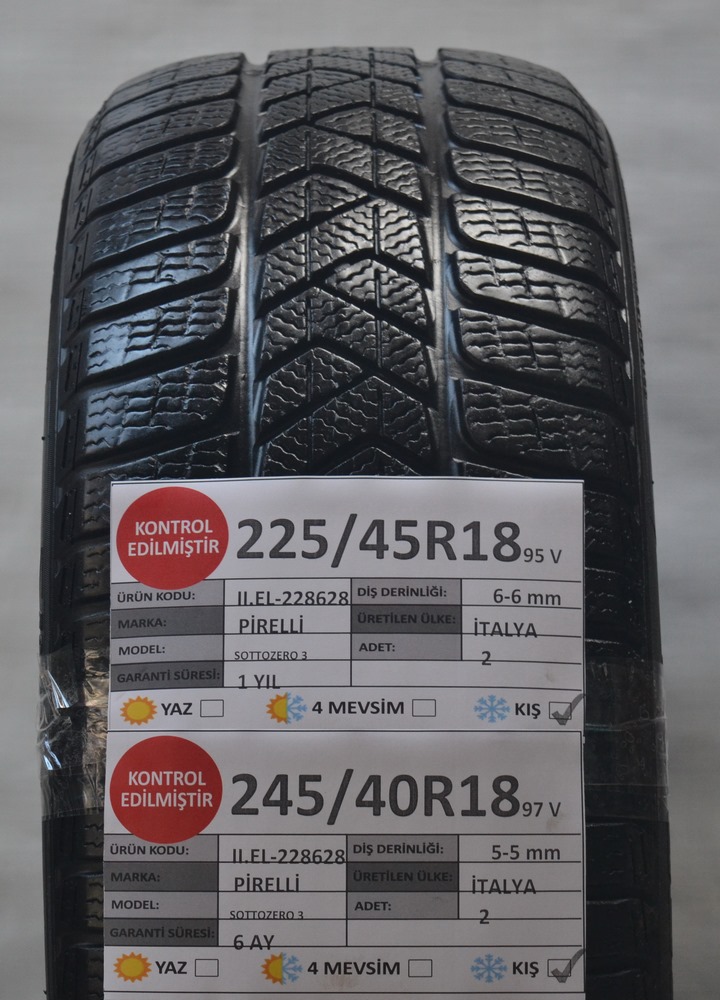 KONTROL
EDİLMİŞTİR
225/45R18 95 V
ÜRÜN KODU: II.EL-228628 DİŞ DERİNLİĞİ: 6-6 mm
MARKA: PİRELLİ ÜRETİLEN ÜLKE: İTALYA
MODEL: SOTTOZERO 3 ADET: 2
GARANTİ SÜRESİ: 1 YIL
YAZ 4 MEVSİM KIŞ
KONTROL
EDİLMİŞTİR
245/40R18 97 V
ÜRÜN KODU: II.EL-228628 DİŞ DERİNLİĞİ: 5-5 mm
MARKA: PİRELLİ ÜRETİLEN ÜLKE: İTALYA
MODEL: SOTTOZERO 3 ADET: 2
GARANTİ SÜRESİ: 6 AY
YAZ 4 MEVSİM KIŞ